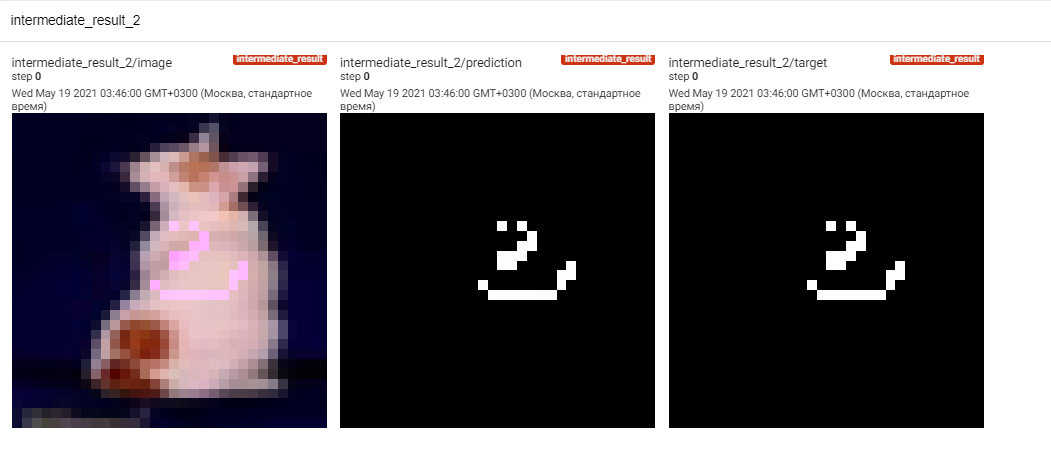 intermediate_result_2
intermediate_result_2/image
intermediate_result
step 0
Wed May 19 2021 03:46:00 GMT+0300 (Москва, стандартное
время)
intermediate_result_2/prediction
intermediate_result
step 0
Wed May 19 2021 03:46:00 GMT+0300 (Москва, стандартное
время)
intermediate_result_2/target
intermediate_result
step 0
Wed May 19 2021 03:46:00 GMT+0300 (Москва, стандартное
время)